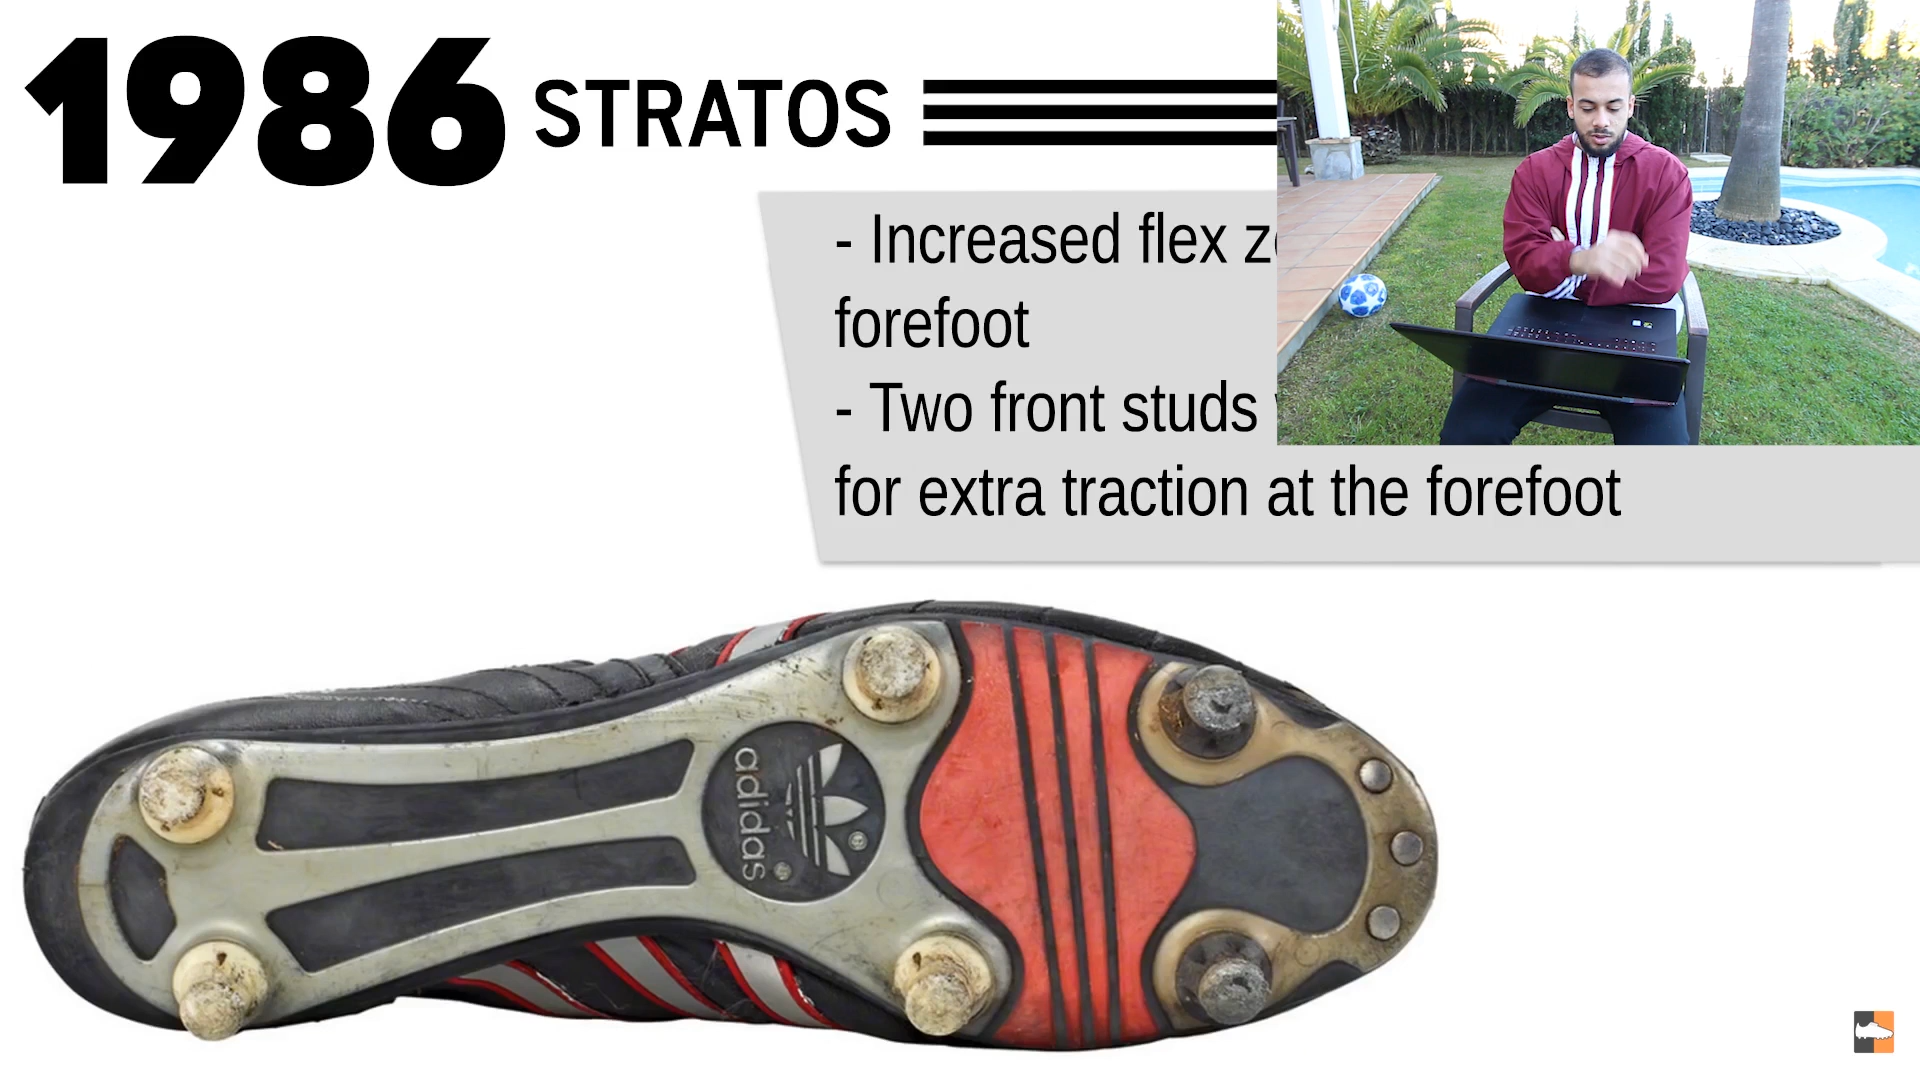 1986 STRATOS
- Increased flex
forefoot
- Two front studs
for extra traction at the forefoot
adidas